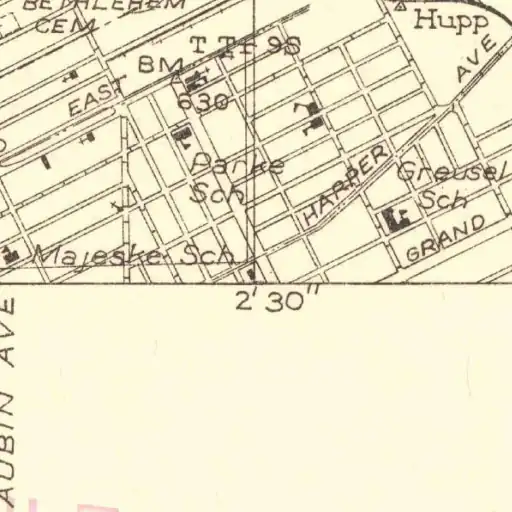 BETHLEHEM
CEM
T Tr 9S
Hupp
BM
630
EAST
AVE
HARPER
Parke
Sch
Greusel
Sch
GRAND
Majeske Sch
2' 30"
AUBIN AVE